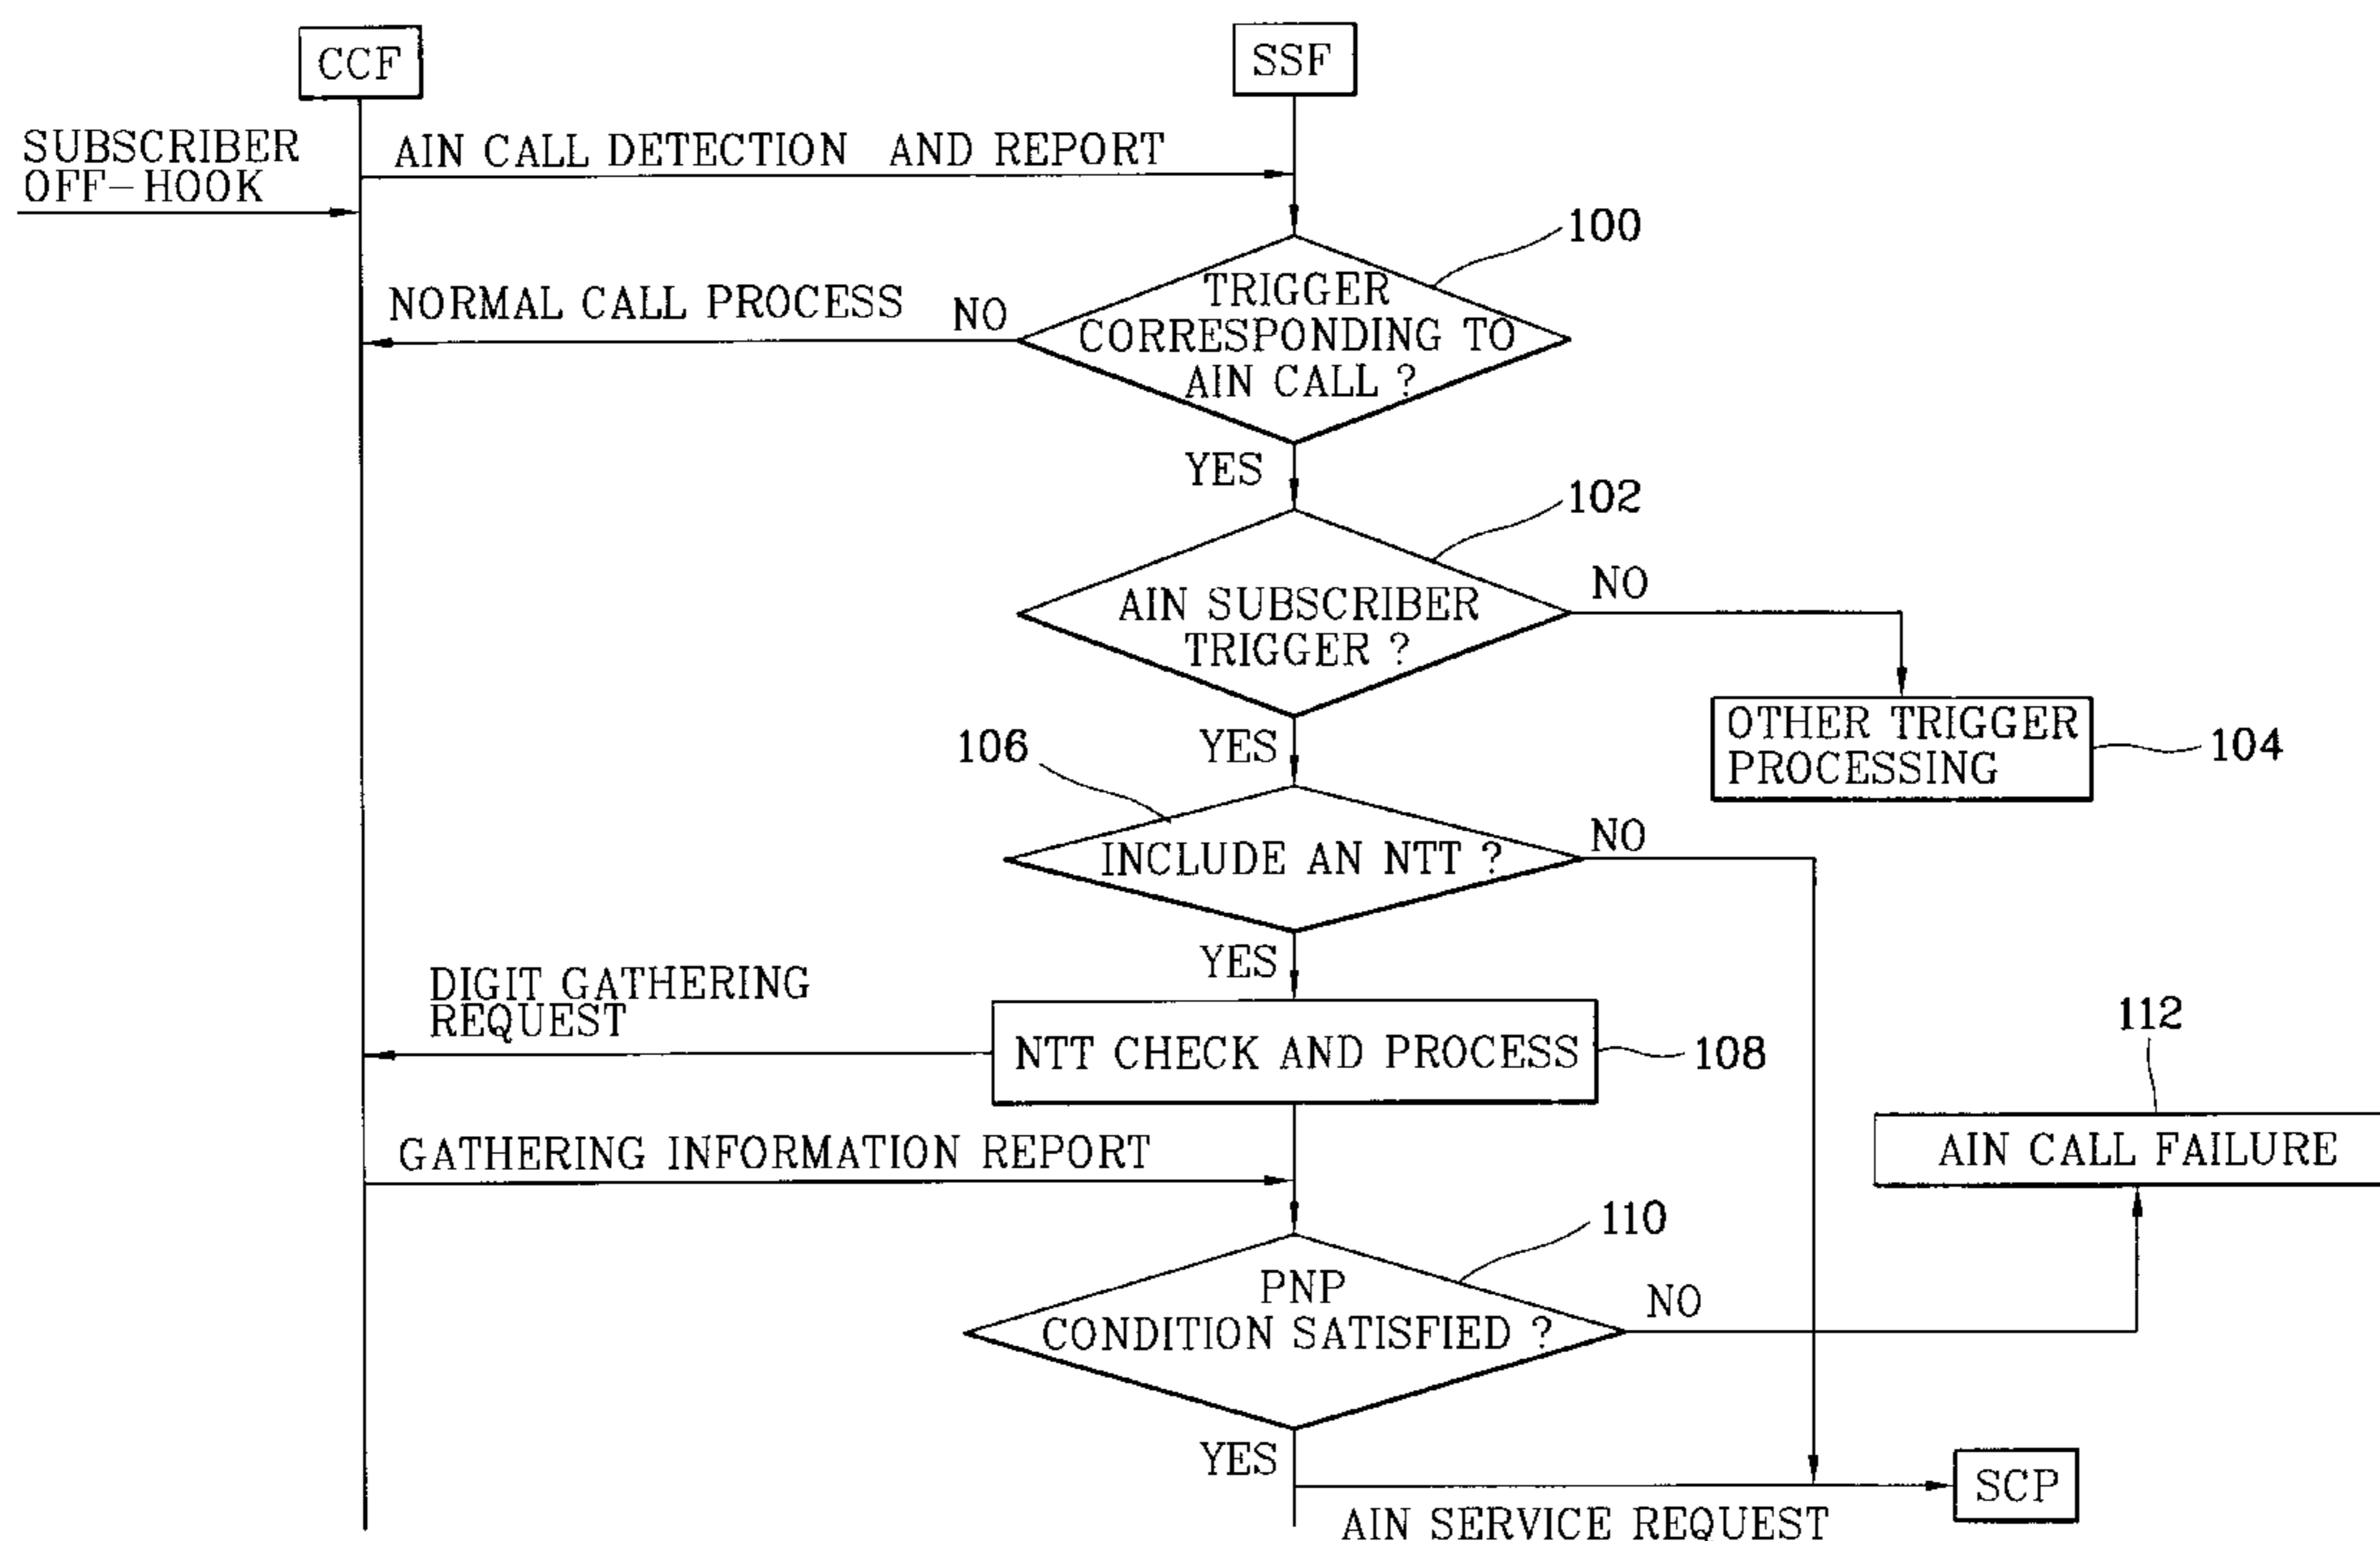 CCF
SSF
SUBSCRIBER
OFF-HOOK
AIN CALL DETECTION AND REPORT
100
NORMAL CALL PROCESS
NO
TRIGGER
CORRESPONDING TO
AIN CALL ?
YES
102
AIN SUBSCRIBER
TRIGGER ?
NO
OTHER TRIGGER
PROCESSING
104
YES
106
INCLUDE AN NTT ?
NO
YES
DIGIT GATHERING
REQUEST
NTT CHECK AND PROCESS
108
112
AIN CALL FAILURE
GATHERING INFORMATION REPORT
110
PNP
CONDITION SATISFIED ?
NO
YES
AIN SERVICE REQUEST
SCP